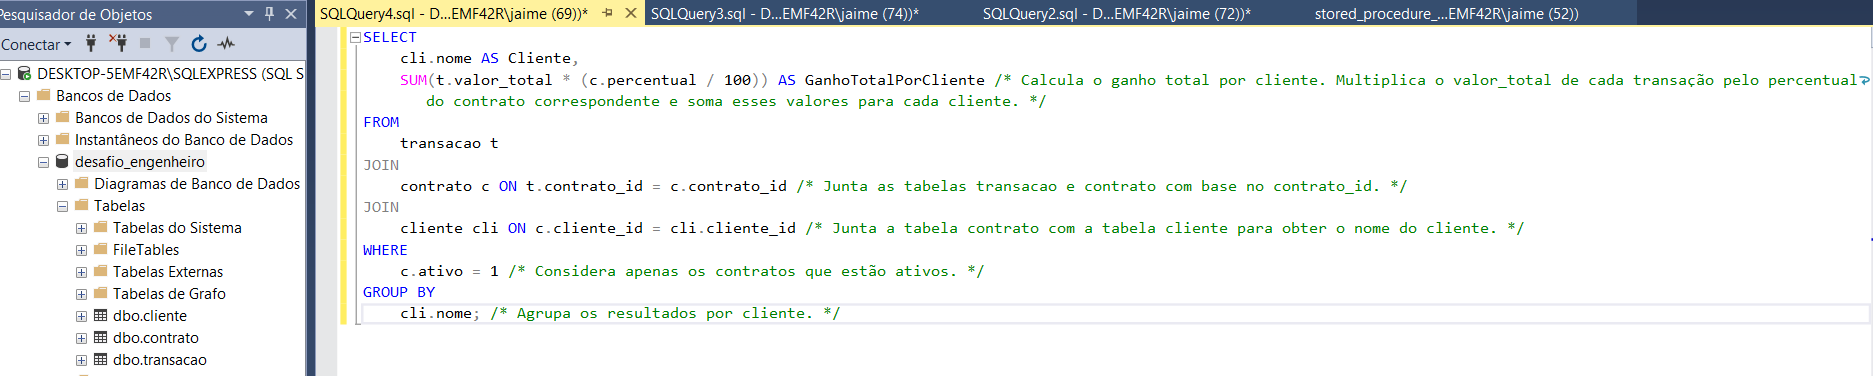 Pesquisador de Objetos
Conectar
DESKTOP-5EMF42R\SQLEXPRESS (SQL S
Bancos de Dados
Bancos de Dados do Sistema
Instantâneos do Banco de Dados
desafio_engenheiro
Diagramas de Banco de Dados
Tabelas
Tabelas do Sistema
FileTables
Tabelas Externas
Tabelas de Grafo
dbo.cliente
dbo.contrato
dbo.transacao
SQLQuery4.sql - D...EMF42R\jaime (69))*
SQLQuery3.sql - D...EMF42R\jaime (74))*
SQLQuery2.sql - D...EMF42R\jaime (72))*
stored_procedure_...EMF42R\jaime (52))
SELECT
cli.nome AS Cliente,
SUM(t.valor_total * (c.percentual / 100)) AS GanhoTotalPorCliente /* Calcula o ganho total por cliente. Multiplica o valor_total de cada transação pelo percentual
do contrato correspondente e soma esses valores para cada cliente. */
FROM
transacao t
JOIN
contrato c ON t.contrato_id = c.contrato_id /* Junta as tabelas transacao e contrato com base no contrato_id. */
JOIN
cliente cli ON c.cliente_id = cli.cliente_id /* Junta a tabela contrato com a tabela cliente para obter o nome do cliente. */
WHERE
c.ativo = 1 /* Considera apenas os contratos que estão ativos. */
GROUP BY
cli.nome; /* Agrupa os resultados por cliente. */